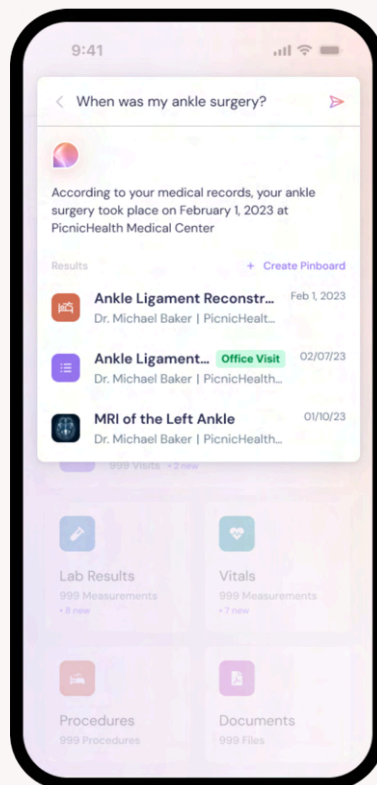 9:41
When was my ankle surgery?
According to your medical records, your ankle
surgery took place on February 1, 2023 at
PicnicHealth Medical Center
Results
+ Create Pinboard
Ankle Ligament Reconstr... Feb 1, 2023
Dr. Michael Baker | PicnicHealt...
Ankle Ligament... Office Visit 02/07/23
Dr. Michael Baker | PicnicHealth...
MRI of the Left Ankle 01/10/23
Dr. Michael Baker | PicnicHealth...
999 Visits • 2 new
Lab Results
999 Measurements
• 8 new
Vitals
999 Measurements
• 7 new
Procedures
999 Procedures
Documents
999 Files